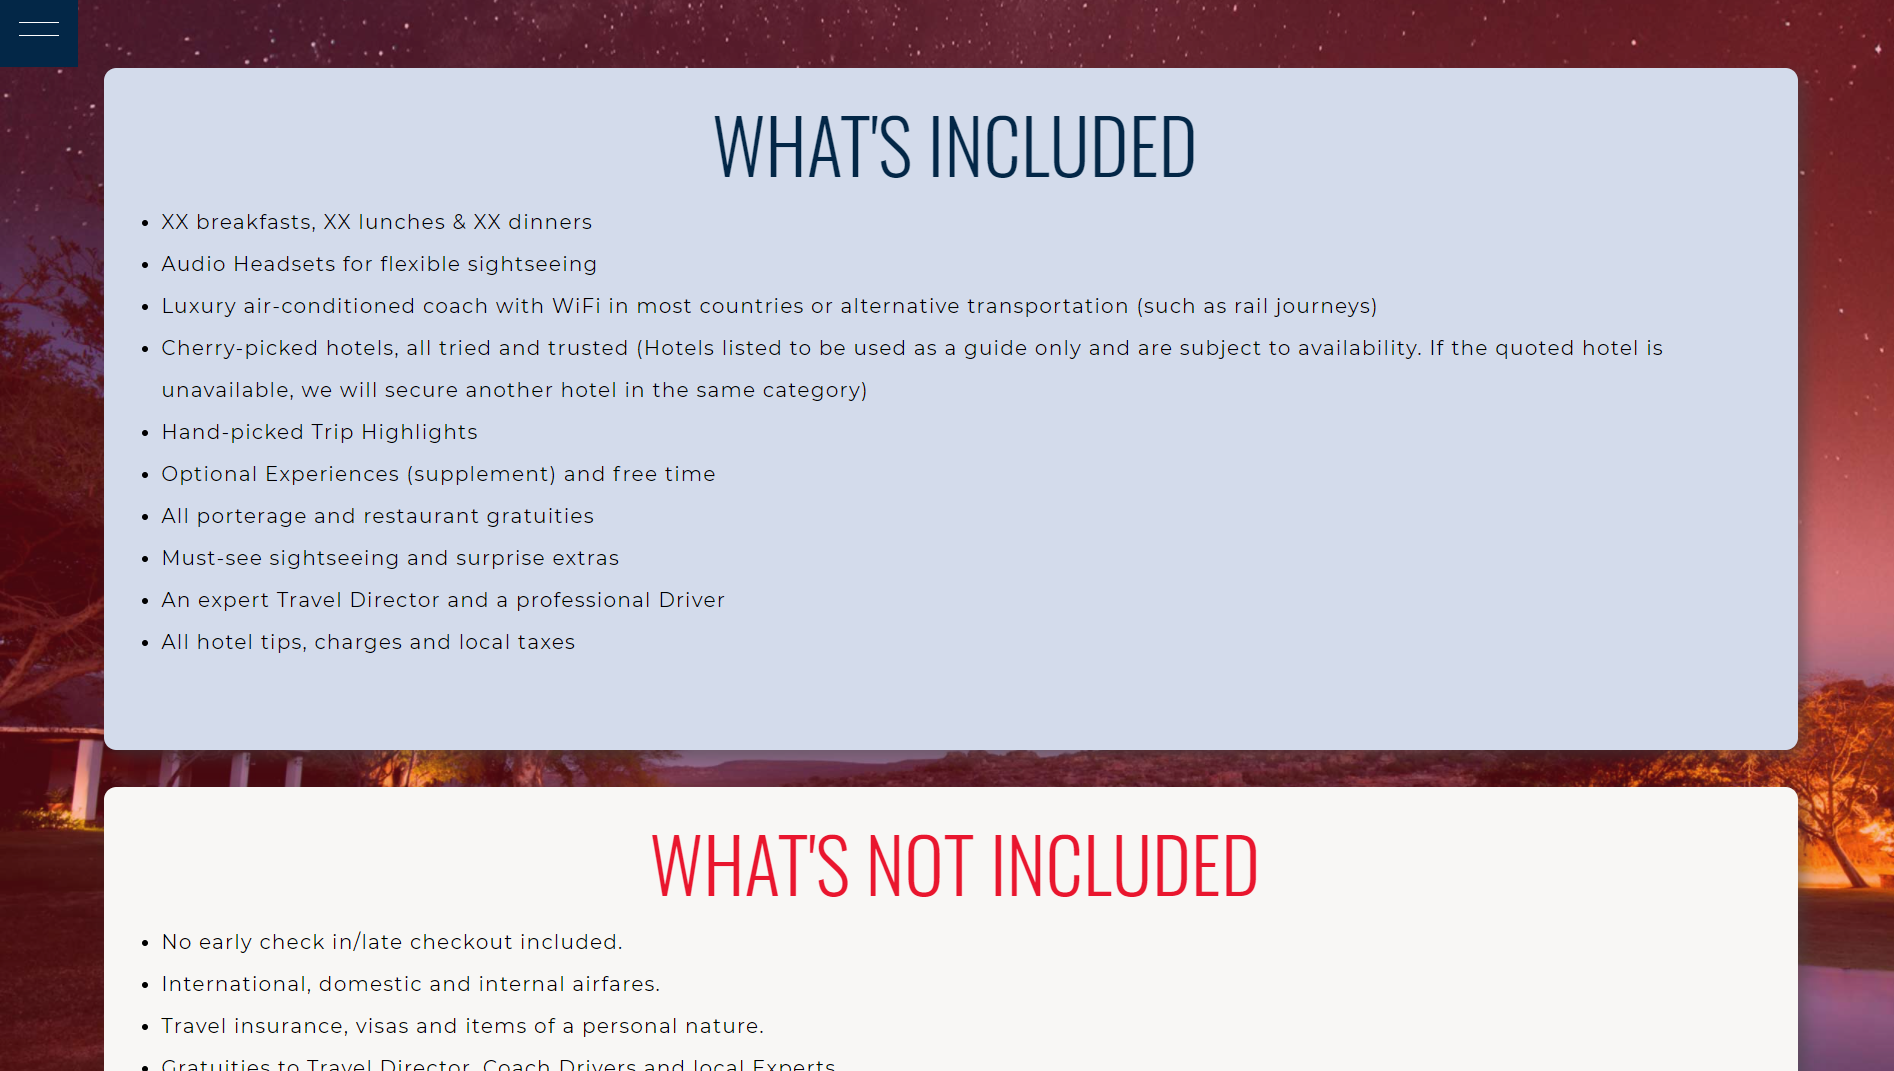 WHAT'S INCLUDED
XX breakfasts, XX lunches & XX dinners
Audio Headsets for flexible sightseeing
Luxury air-conditioned coach with WiFi in most countries or alternative transportation (such as rail journeys)
Cherry-picked hotels, all tried and trusted (Hotels listed to be used as a guide only and are subject to availability. If the quoted hotel is
unavailable, we will secure another hotel in the same category)
Hand-picked Trip Highlights
Optional Experiences (supplement) and free time
All porterage and restaurant gratuities
Must-see sightseeing and surprise extras
An expert Travel Director and a professional Driver
All hotel tips, charges and local taxes
WHAT'S NOT INCLUDED
No early check in/late checkout included.
International, domestic and internal airfares.
Travel insurance, visas and items of a personal nature.
Gratuities to Travel Director, Coach Drivers and local Experts